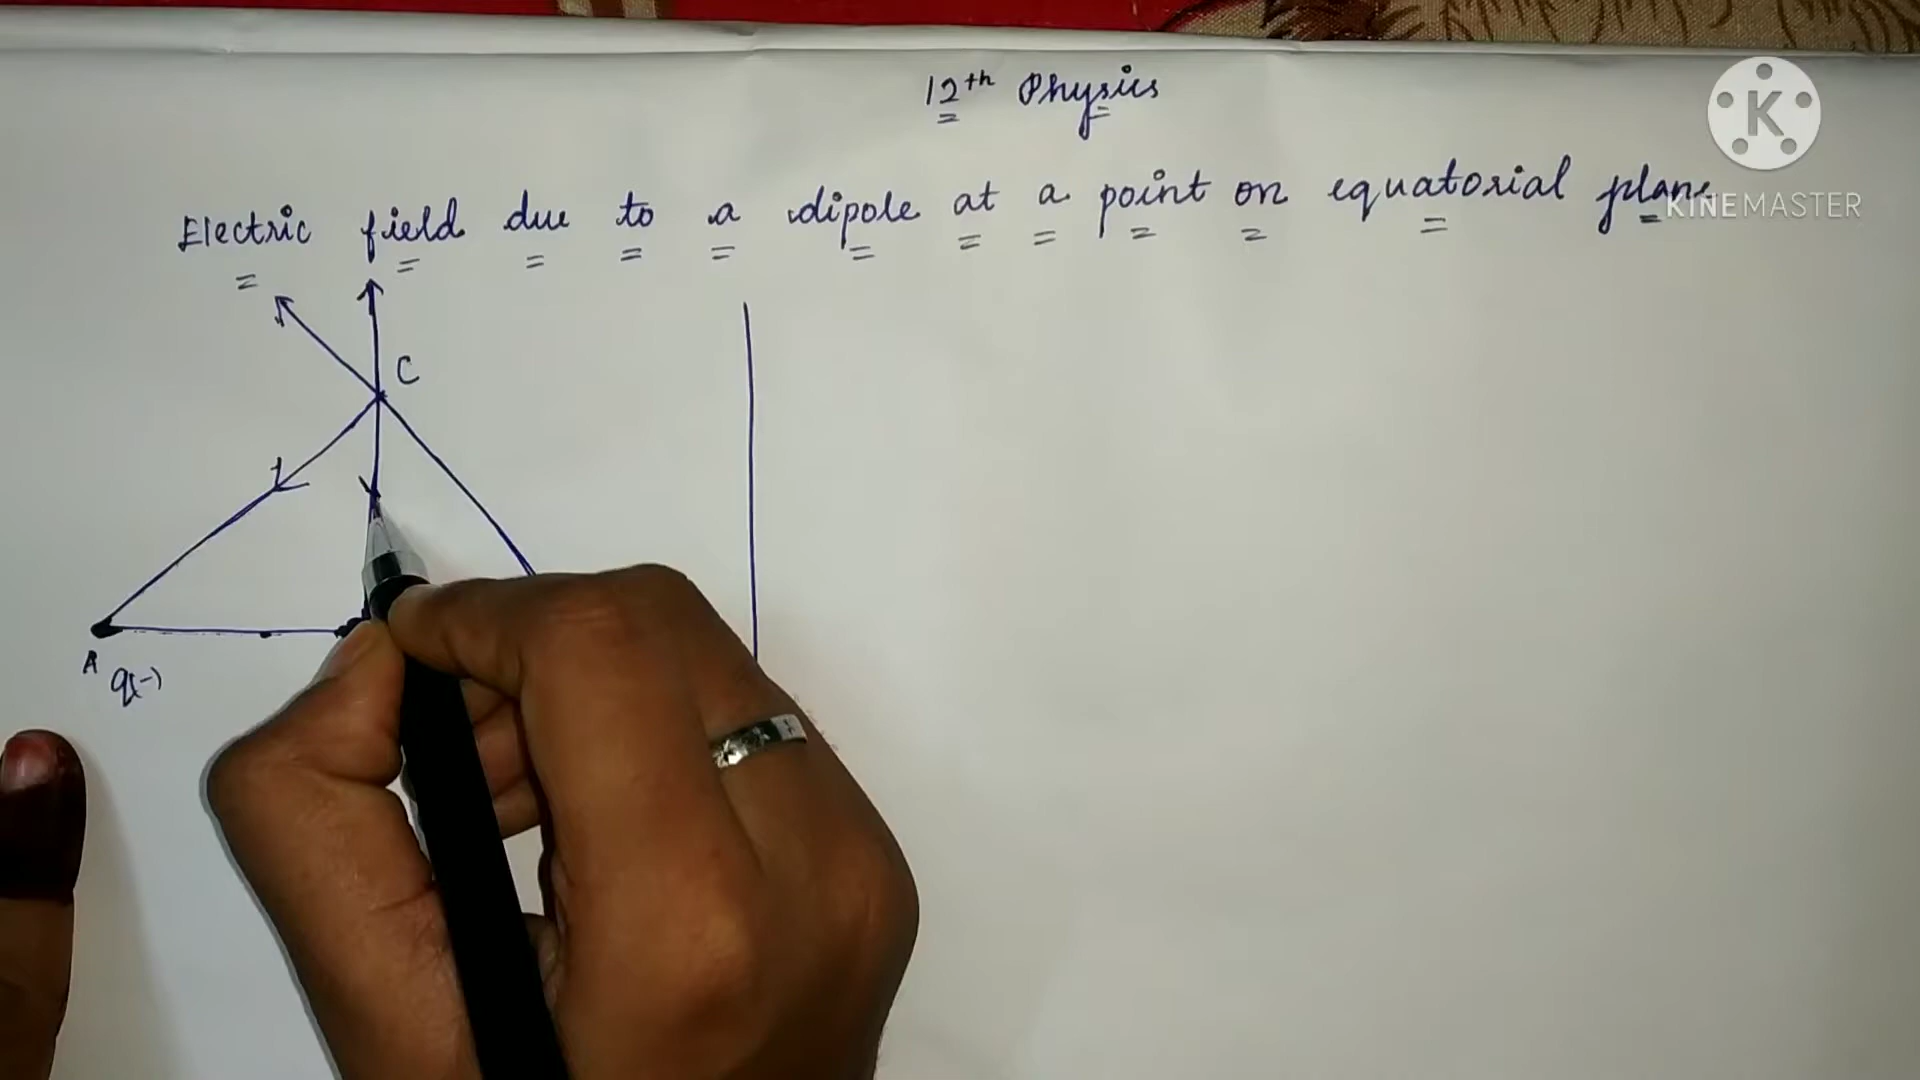 12th Physics
Electric field due to a dipole at a point on equatorial plane
K
KINEMASTER
C
A
q(-)